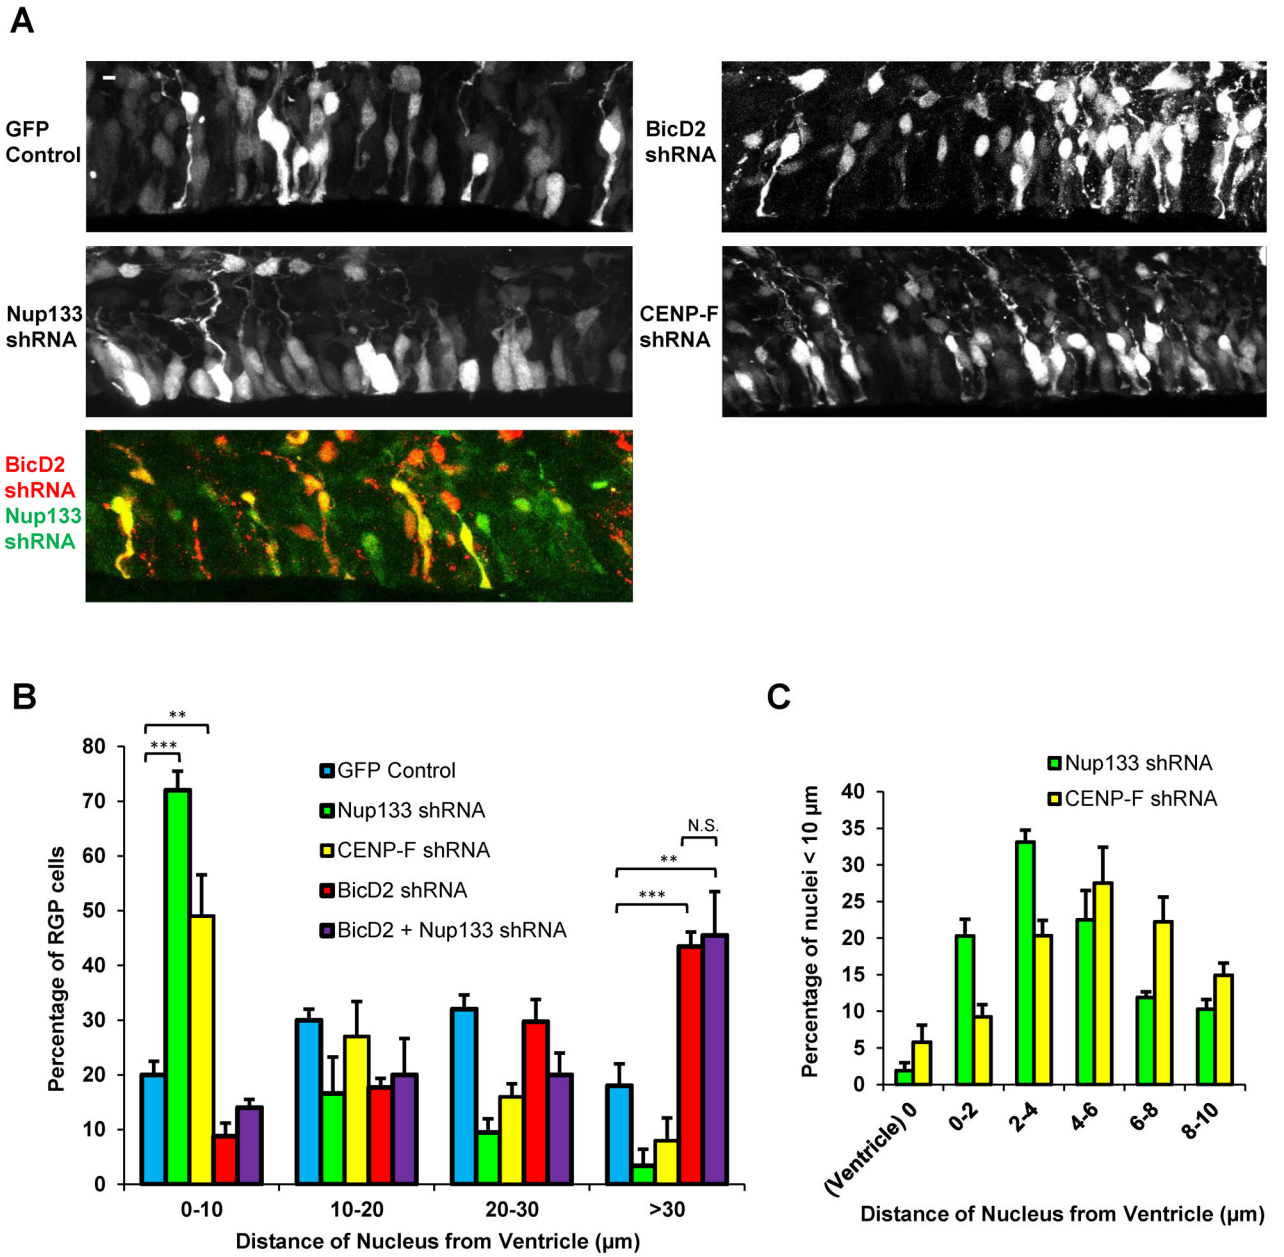 A
GFP
Control
BicD2
shRNA
Nup133
shRNA
CENP-F
shRNA
BicD2
shRNA
Nup133
shRNA
B
**
***
80
70
60
50
40
30
20
10
0
Percentage of RGP cells
GFP Control
Nup133 shRNA
CENP-F shRNA
BicD2 shRNA
BicD2 + Nup133 shRNA
N.S.
**
***
0-10
10-20
20-30
>30
Distance of Nucleus from Ventricle (µm)
C
Nup133 shRNA
CENP-F shRNA
40
35
30
25
20
15
10
5
0
Percentage of nuclei < 10 µm
(Ventricle) 0
0-2
2-4
4-6
6-8
8-10
Distance of Nucleus from Ventricle (µm)